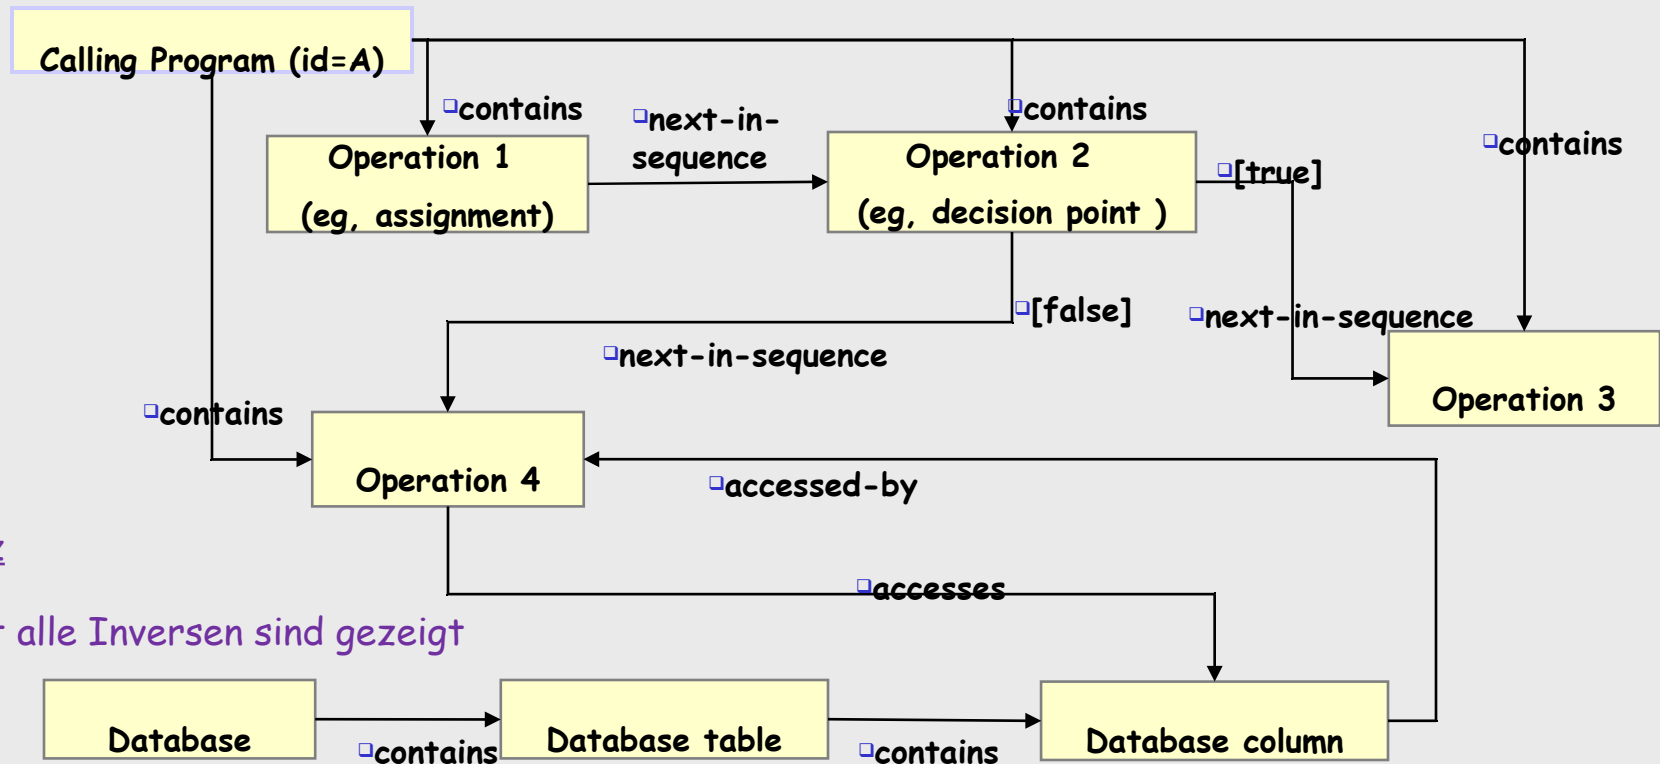 Calling Program (id=A)
contains
next-in-
sequence
contains
contains
Operation 1
(eg, assignment)
Operation 2
(eg, decision point )
[true]
[false]
next-in-sequence
next-in-sequence
Operation 3
contains
Operation 4
accessed-by
accesses
alle Inversen sind gezeigt
Database
contains
Database table
contains
Database column